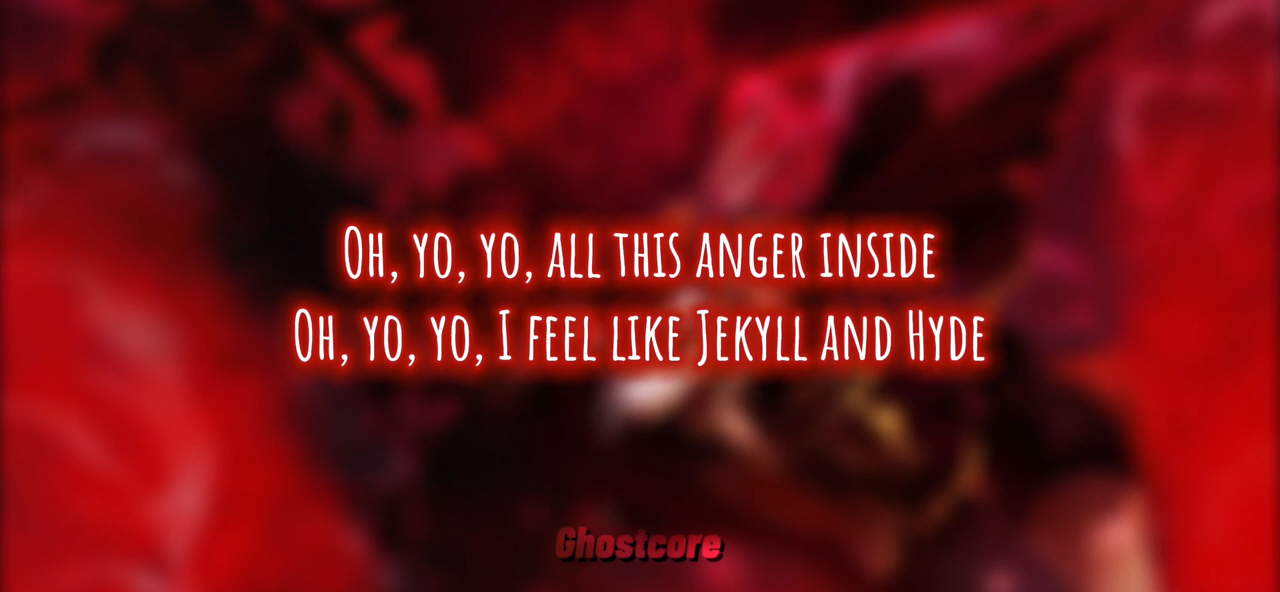 Oh, yo, yo, all this anger inside
Oh, yo, yo, I feel like Jekyll and Hyde
Ghostcore